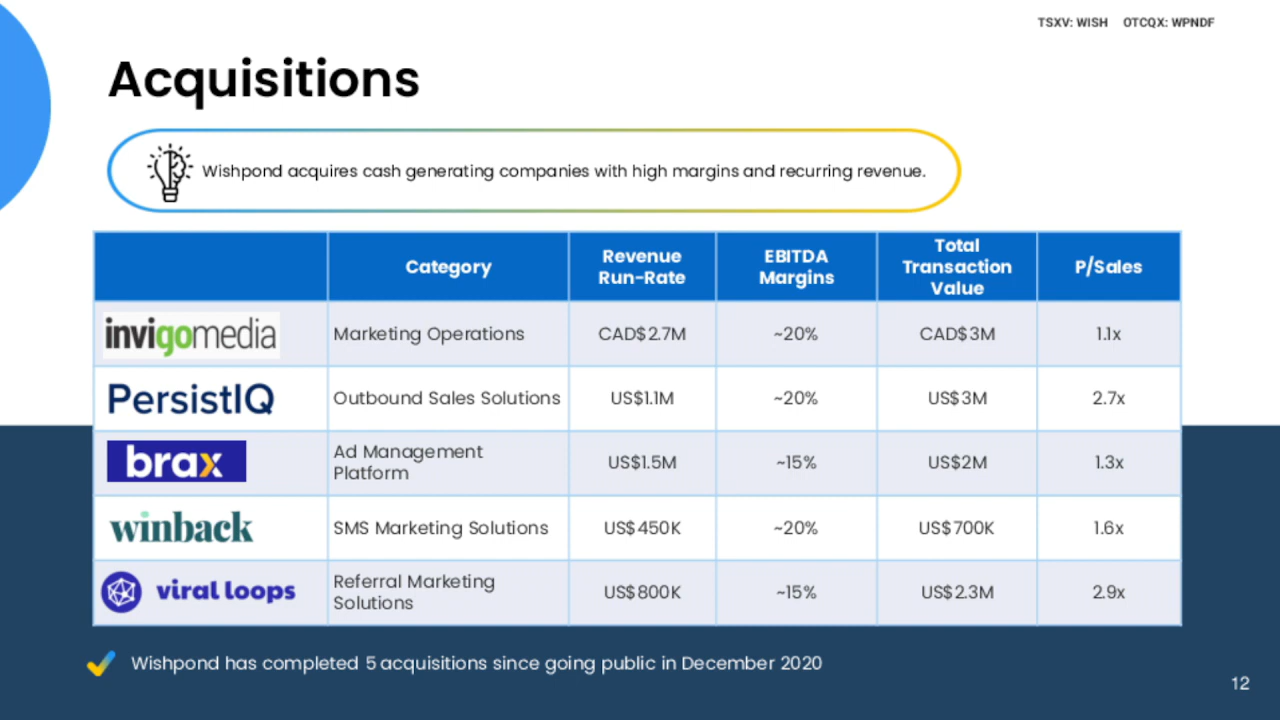 TSXV: WISH OTCQX: WPNDF
Acquisitions
Wishpond acquires cash generating companies with high margins and recurring revenue.
Category
Revenue Run-Rate
EBITDA Margins
Total Transaction Value
P/Sales
invigomedia
Marketing Operations
CAD$2.7M
~20%
CAD$3M
1.1x
PersistIQ
Outbound Sales Solutions
US$1.1M
~20%
US$3M
2.7x
brax
Ad Management Platform
US$1.5M
~15%
US$2M
1.3x
winback
SMS Marketing Solutions
US$450K
~20%
US$700K
1.6x
viral loops
Referral Marketing Solutions
US$800K
~15%
US$2.3M
2.9x
Wishpond has completed 5 acquisitions since going public in December 2020
12